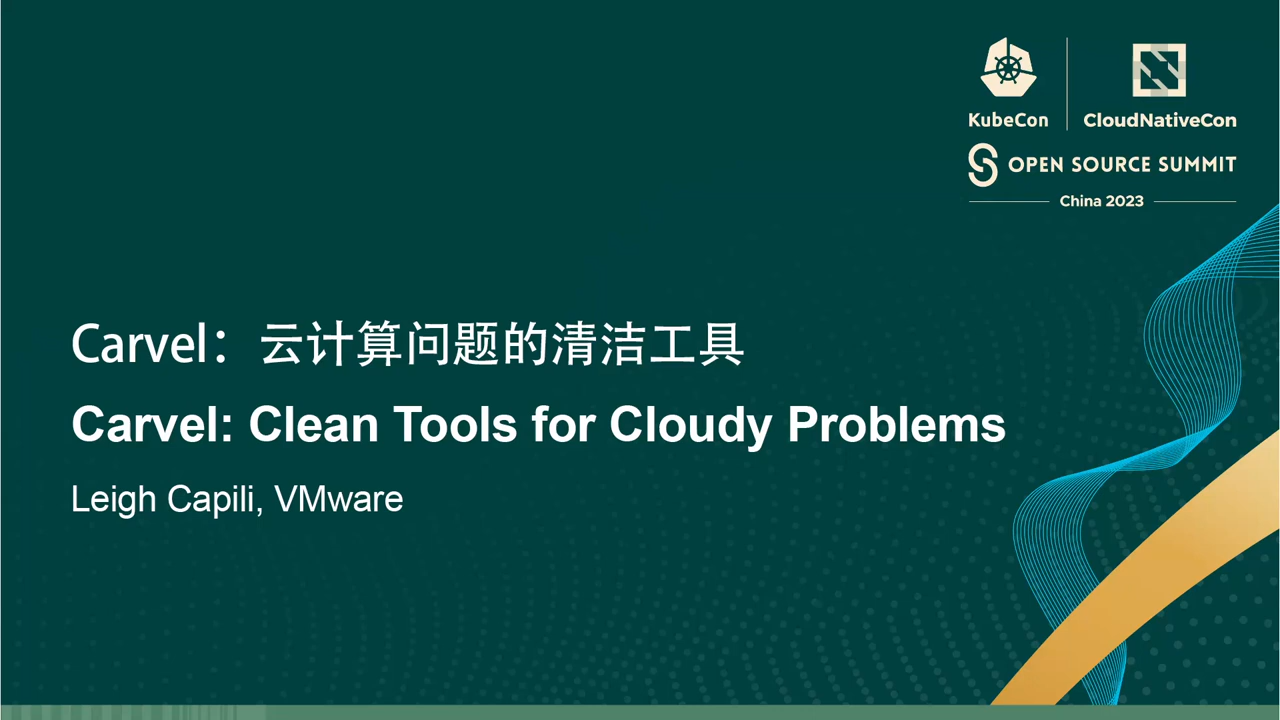 KubeCon
CloudNativeCon
OPEN SOURCE SUMMIT
China 2023
Carvel：云计算问题的清洁工具
Carvel: Clean Tools for Cloudy Problems
Leigh Capili, VMware